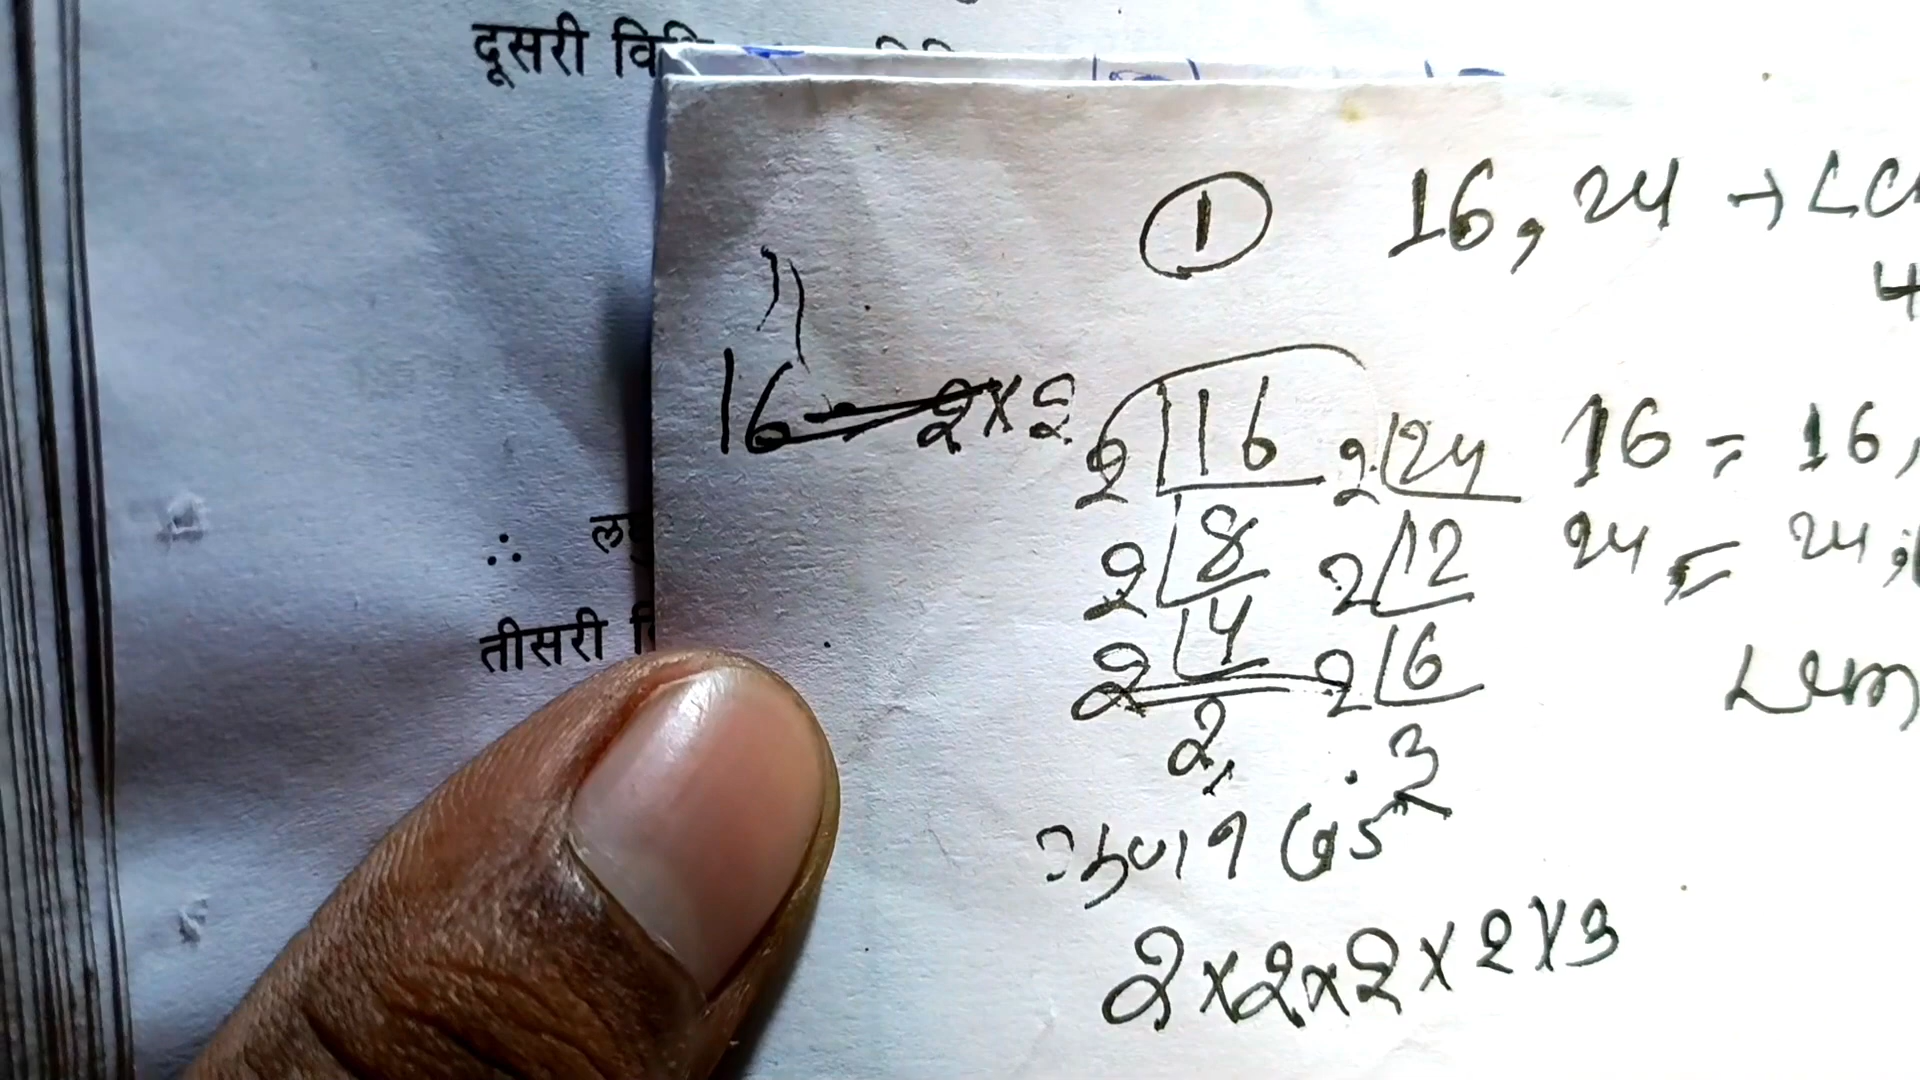 दूसरी
① 16, 24 → LC
4
16 = 2×2
2 16 2 24 16 = 16,
2 8 2 12 24 = 24,
2 4 2 6
2, 3
∴
तीसरी
2×2×2×2×3